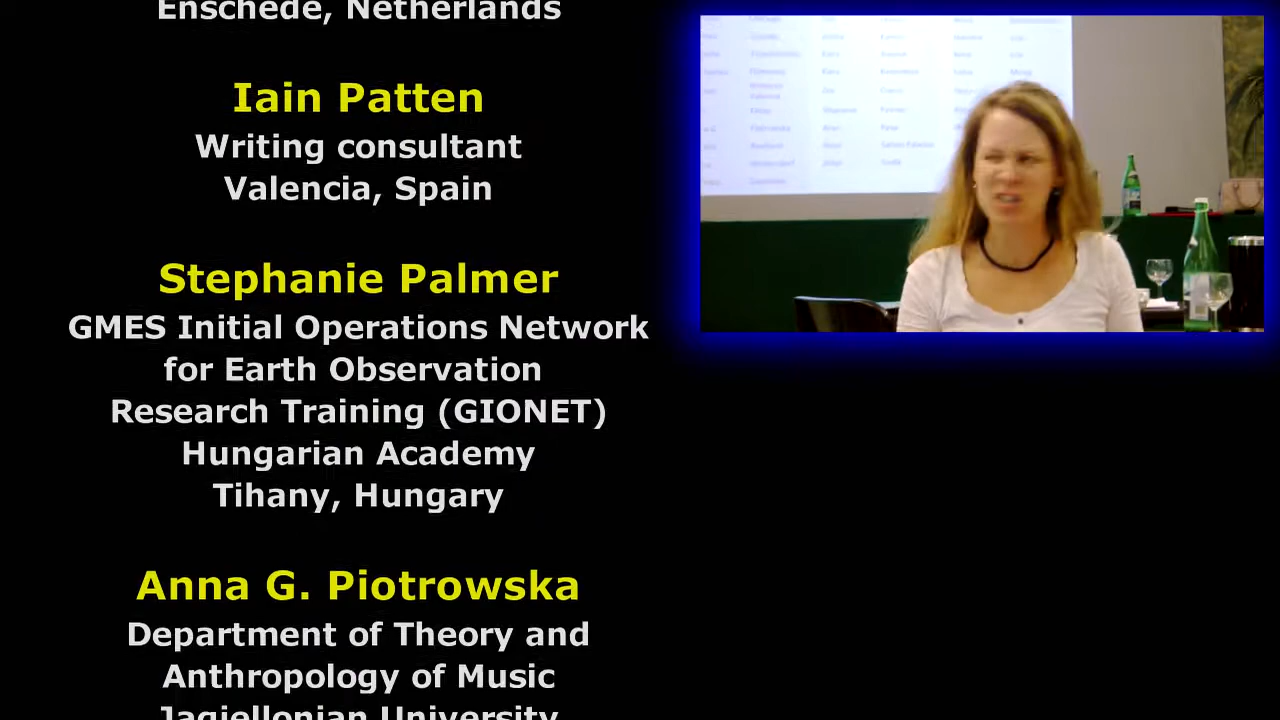 Enschede, Netherlands
Iain Patten
Writing consultant
Valencia, Spain
Stephanie Palmer
GMES Initial Operations Network
for Earth Observation
Research Training (GIONET)
Hungarian Academy
Tihany, Hungary
Anna G. Piotrowska
Department of Theory and
Anthropology of Music
Jagiellonian University